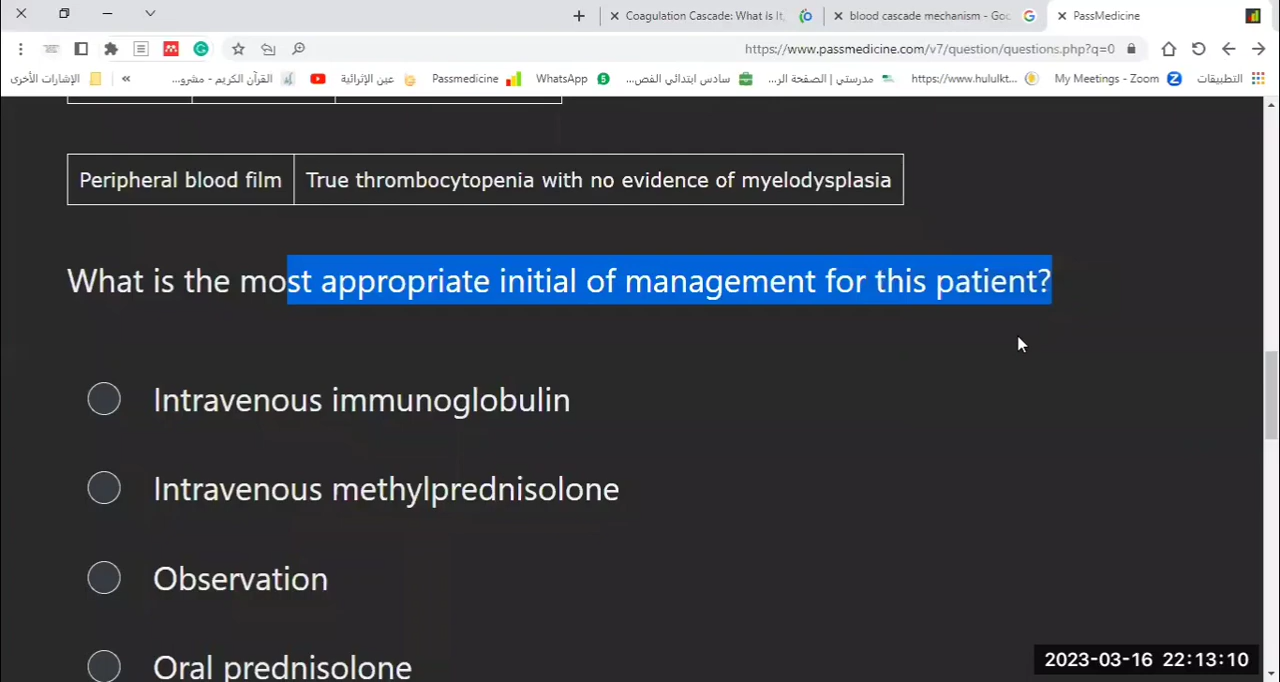 Coagulation Cascade: What is It,
blood cascade mechanism - Goo
PassMedicine
https://www.passmedicine.com/v7/question/questions.php?q=0
الإشارات الأخرى
القرآن الكريم - مشرو...
عين الإثرائية
Passmedicine
WhatsApp
سادس ابتدائي الفص...
مدرستي | الصفحة الر...
https://www.hululkt...
My Meetings - Zoom
التطبيقات
Peripheral blood film
True thrombocytopenia with no evidence of myelodysplasia
What is the most appropriate initial of management for this patient?
Intravenous immunoglobulin
Intravenous methylprednisolone
Observation
Oral prednisolone
2023-03-16 22:13:10